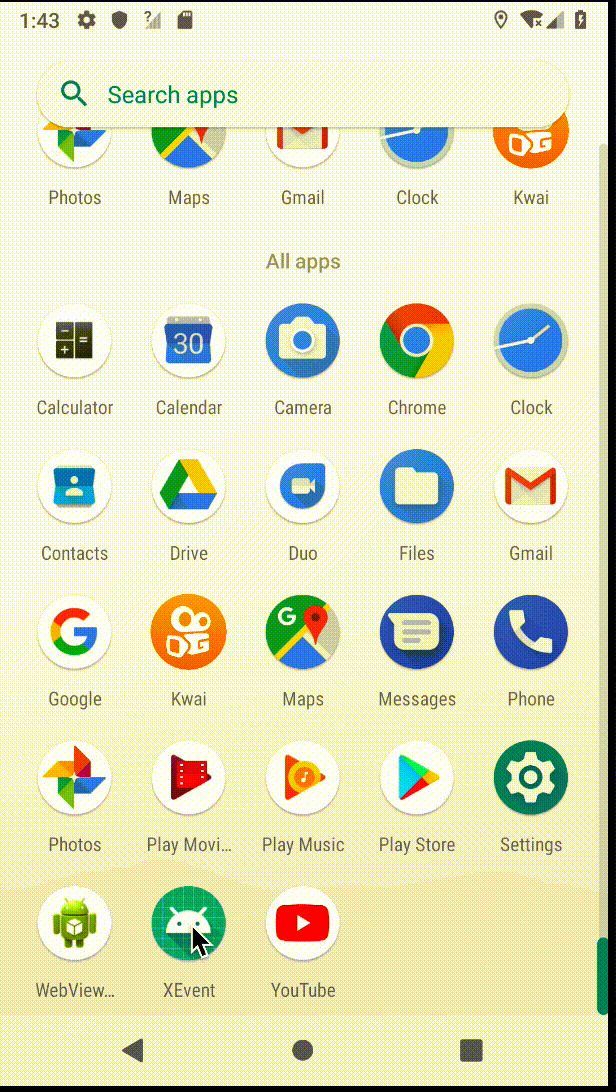 1:43
Search apps
Photos Maps Gmail Clock Kwai
All apps
30
Calculator Calendar Camera Chrome Clock
Contacts Drive Duo Files Gmail
G
Google Kwai Maps Messages Phone
Photos Play Movi… Play Music Play Store Settings
WebView… XEvent YouTube